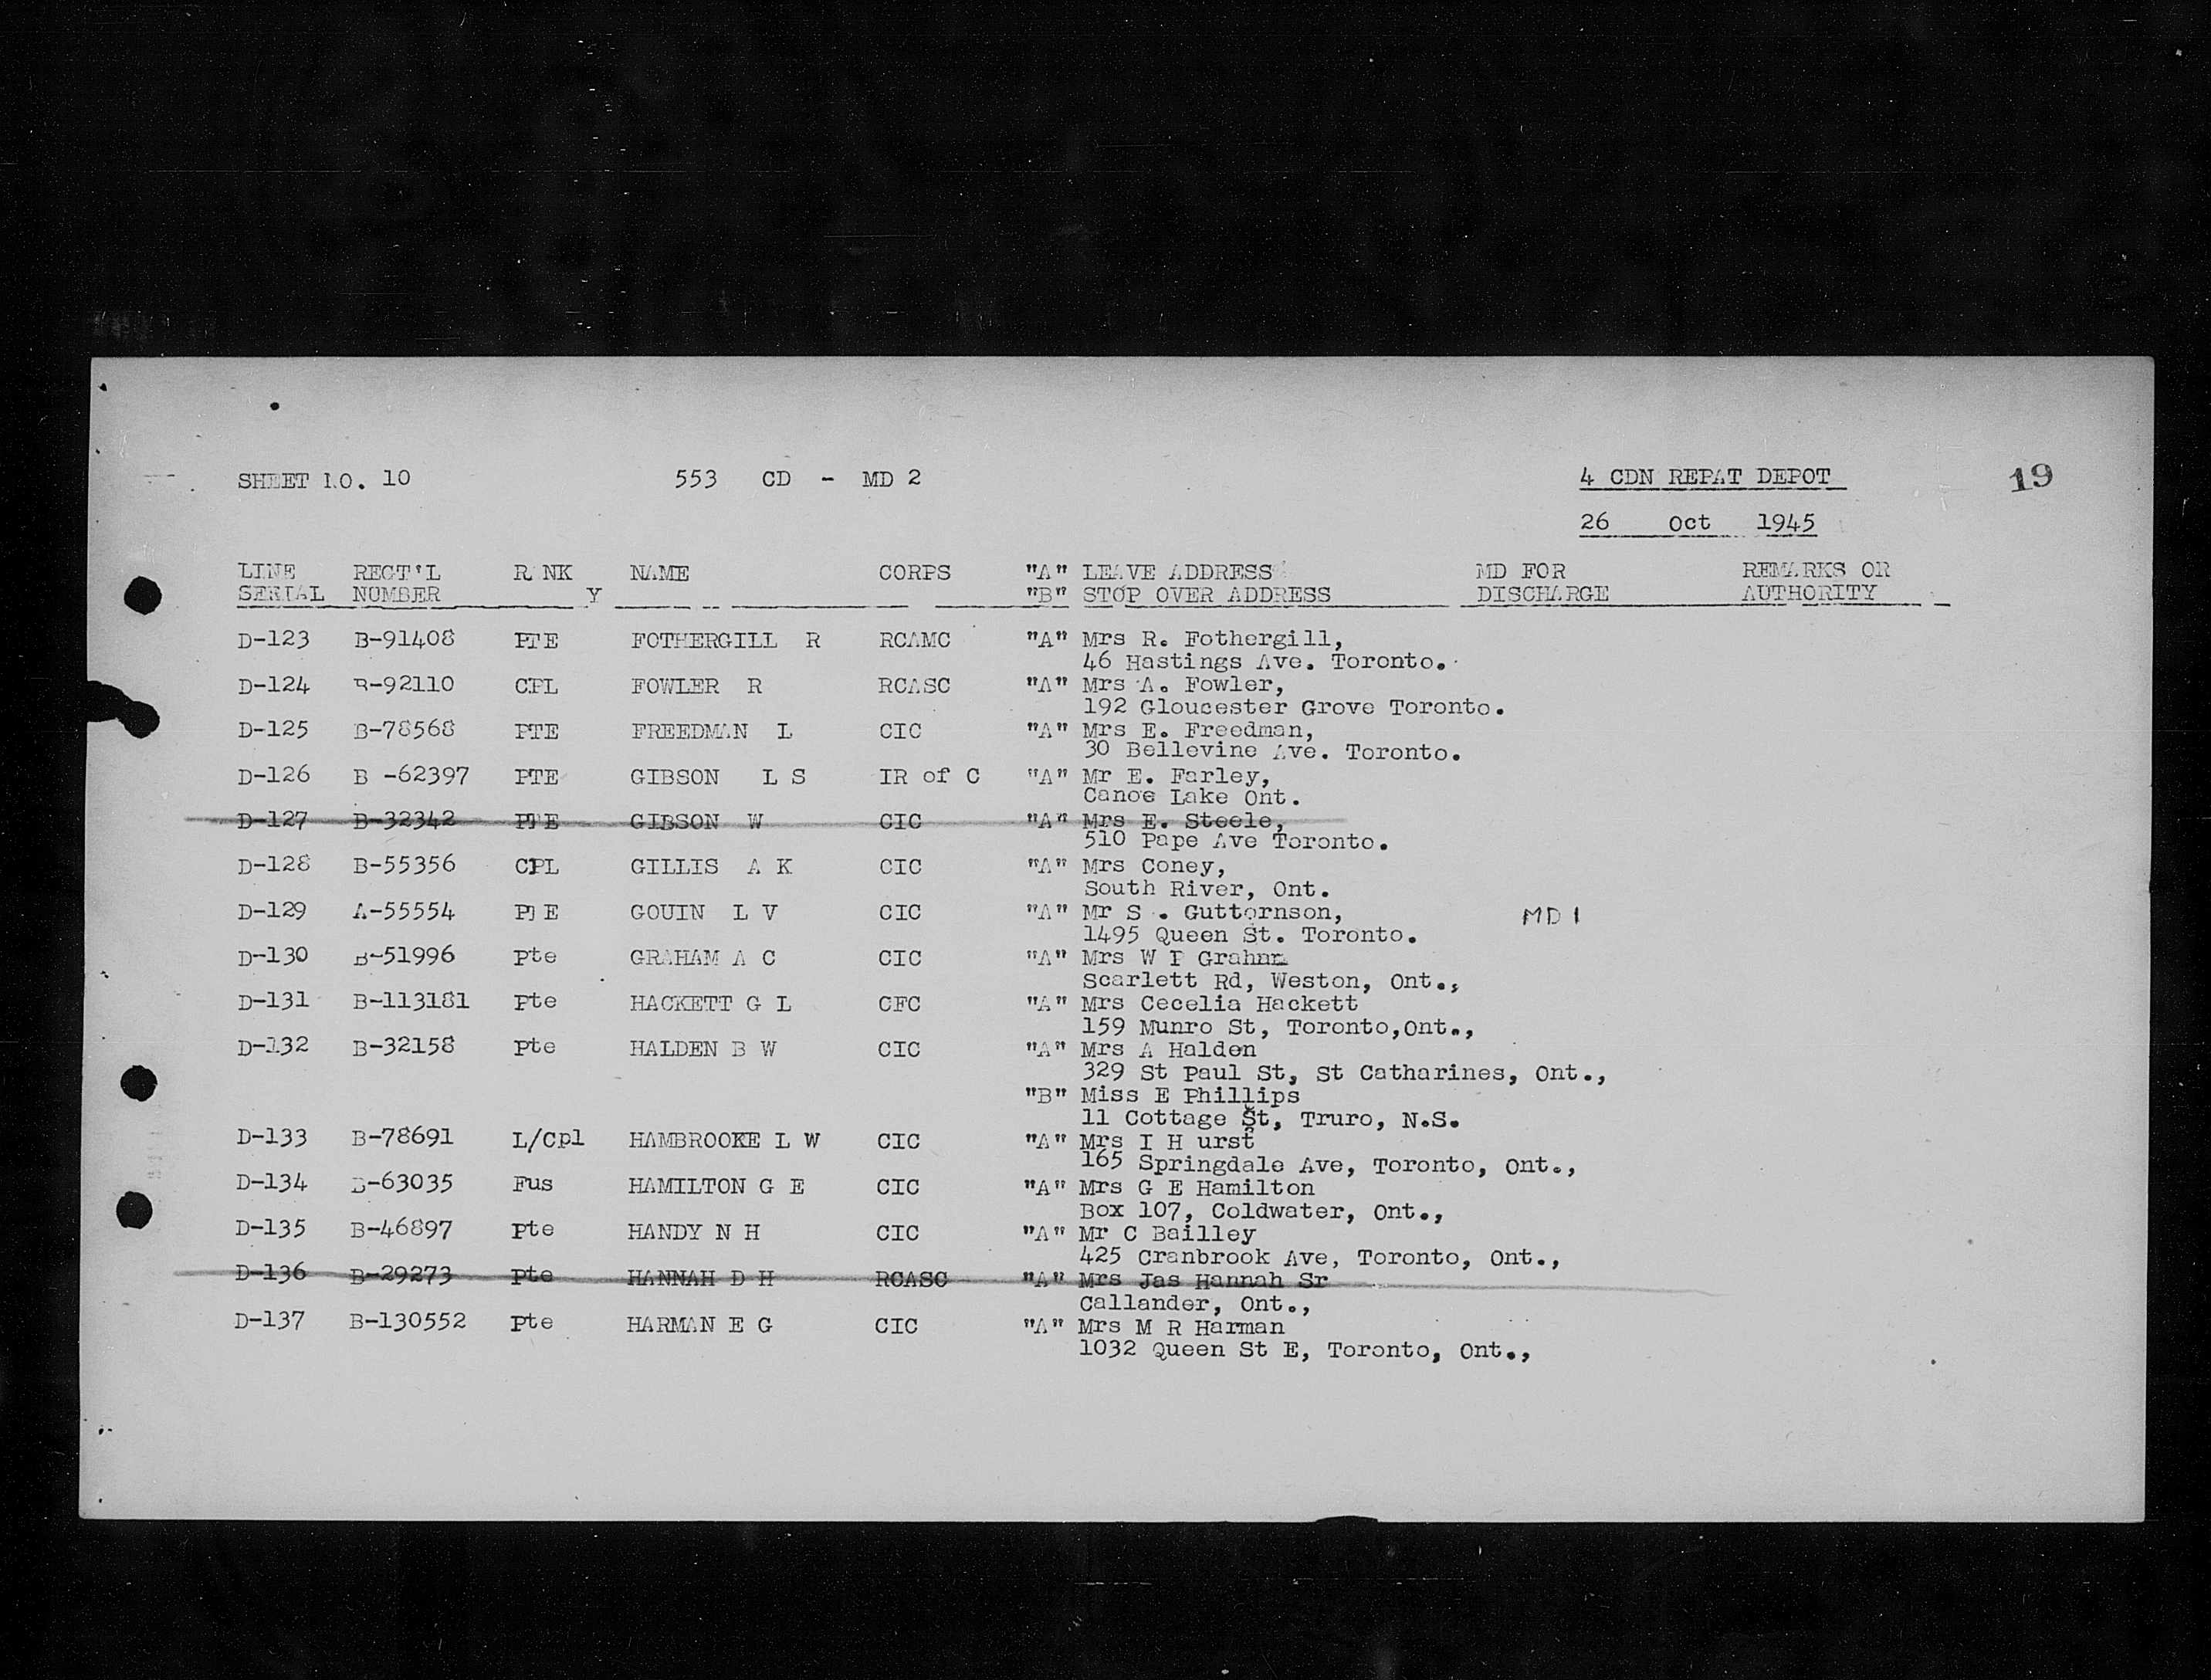 SHEET NO. 10 553 CD - MD 2 4 CDN REPAT DEPOT 19
26 Oct 1945
LINE RECT'L R NK NAME CORPS "A" LEAVE ADDRESS MD FOR REMARKS OR
SERIAL NUMBER Y "B" STOP OVER ADDRESS DISCHARGE AUTHORITY
D-123 B-91408 PTE FOTHERGILL R RCAMC "A" Mrs R. Fothergill,
46 Hastings Ave. Toronto.
D-124 B-92110 CPL FOWLER R RCASC "A" Mrs A. Fowler,
192 Gloucester Grove Toronto.
D-125 B-78568 PTE FREEDMAN L CIC "A" Mrs E. Freedman,
30 Bellevine Ave. Toronto.
D-126 B -62397 PTE GIBSON L S IR of C "A" Mr E. Farley,
Canoe Lake Ont.
D-127 B-32342 PTE GIBSON W CIC "A" Mrs E. Steele,
510 Pape Ave Toronto.
D-128 B-55356 CPL GILLIS A K CIC "A" Mrs Coney,
South River, Ont.
D-129 A-55554 PTE GOUIN L V CIC "A" Mr S . Guttornson, MD 1
1495 Queen St. Toronto.
D-130 B-51996 Pte GRAHAM A C CIC "A" Mrs W P Graham
Scarlett Rd, Weston, Ont.,
D-131 B-113181 Pte HACKETT G L CFC "A" Mrs Cecelia Hackett
159 Munro St, Toronto,Ont.,
D-132 B-32158 Pte HALDEN B W CIC "A" Mrs A Halden
329 St Paul St, St Catharines, Ont.,
"B" Miss E Phillips
11 Cottage St, Truro, N.S.
D-133 B-78691 L/Cpl HAMBROOKE L W CIC "A" Mrs I H urst
165 Springdale Ave, Toronto, Ont.,
D-134 B-63035 Fus HAMILTON G E CIC "A" Mrs G E Hamilton
Box 107, Coldwater, Ont.,
D-135 B-46897 Pte HANDY N H CIC "A" Mr C Bailley
425 Cranbrook Ave, Toronto, Ont.,
D-136 B-29273 Pte HANNAH D H RCASC "A" Mrs Jas Hannah Sr
Callander, Ont.,
D-137 B-130552 Pte HARMAN E G CIC "A" Mrs M R Harman
1032 Queen St E, Toronto, Ont.,